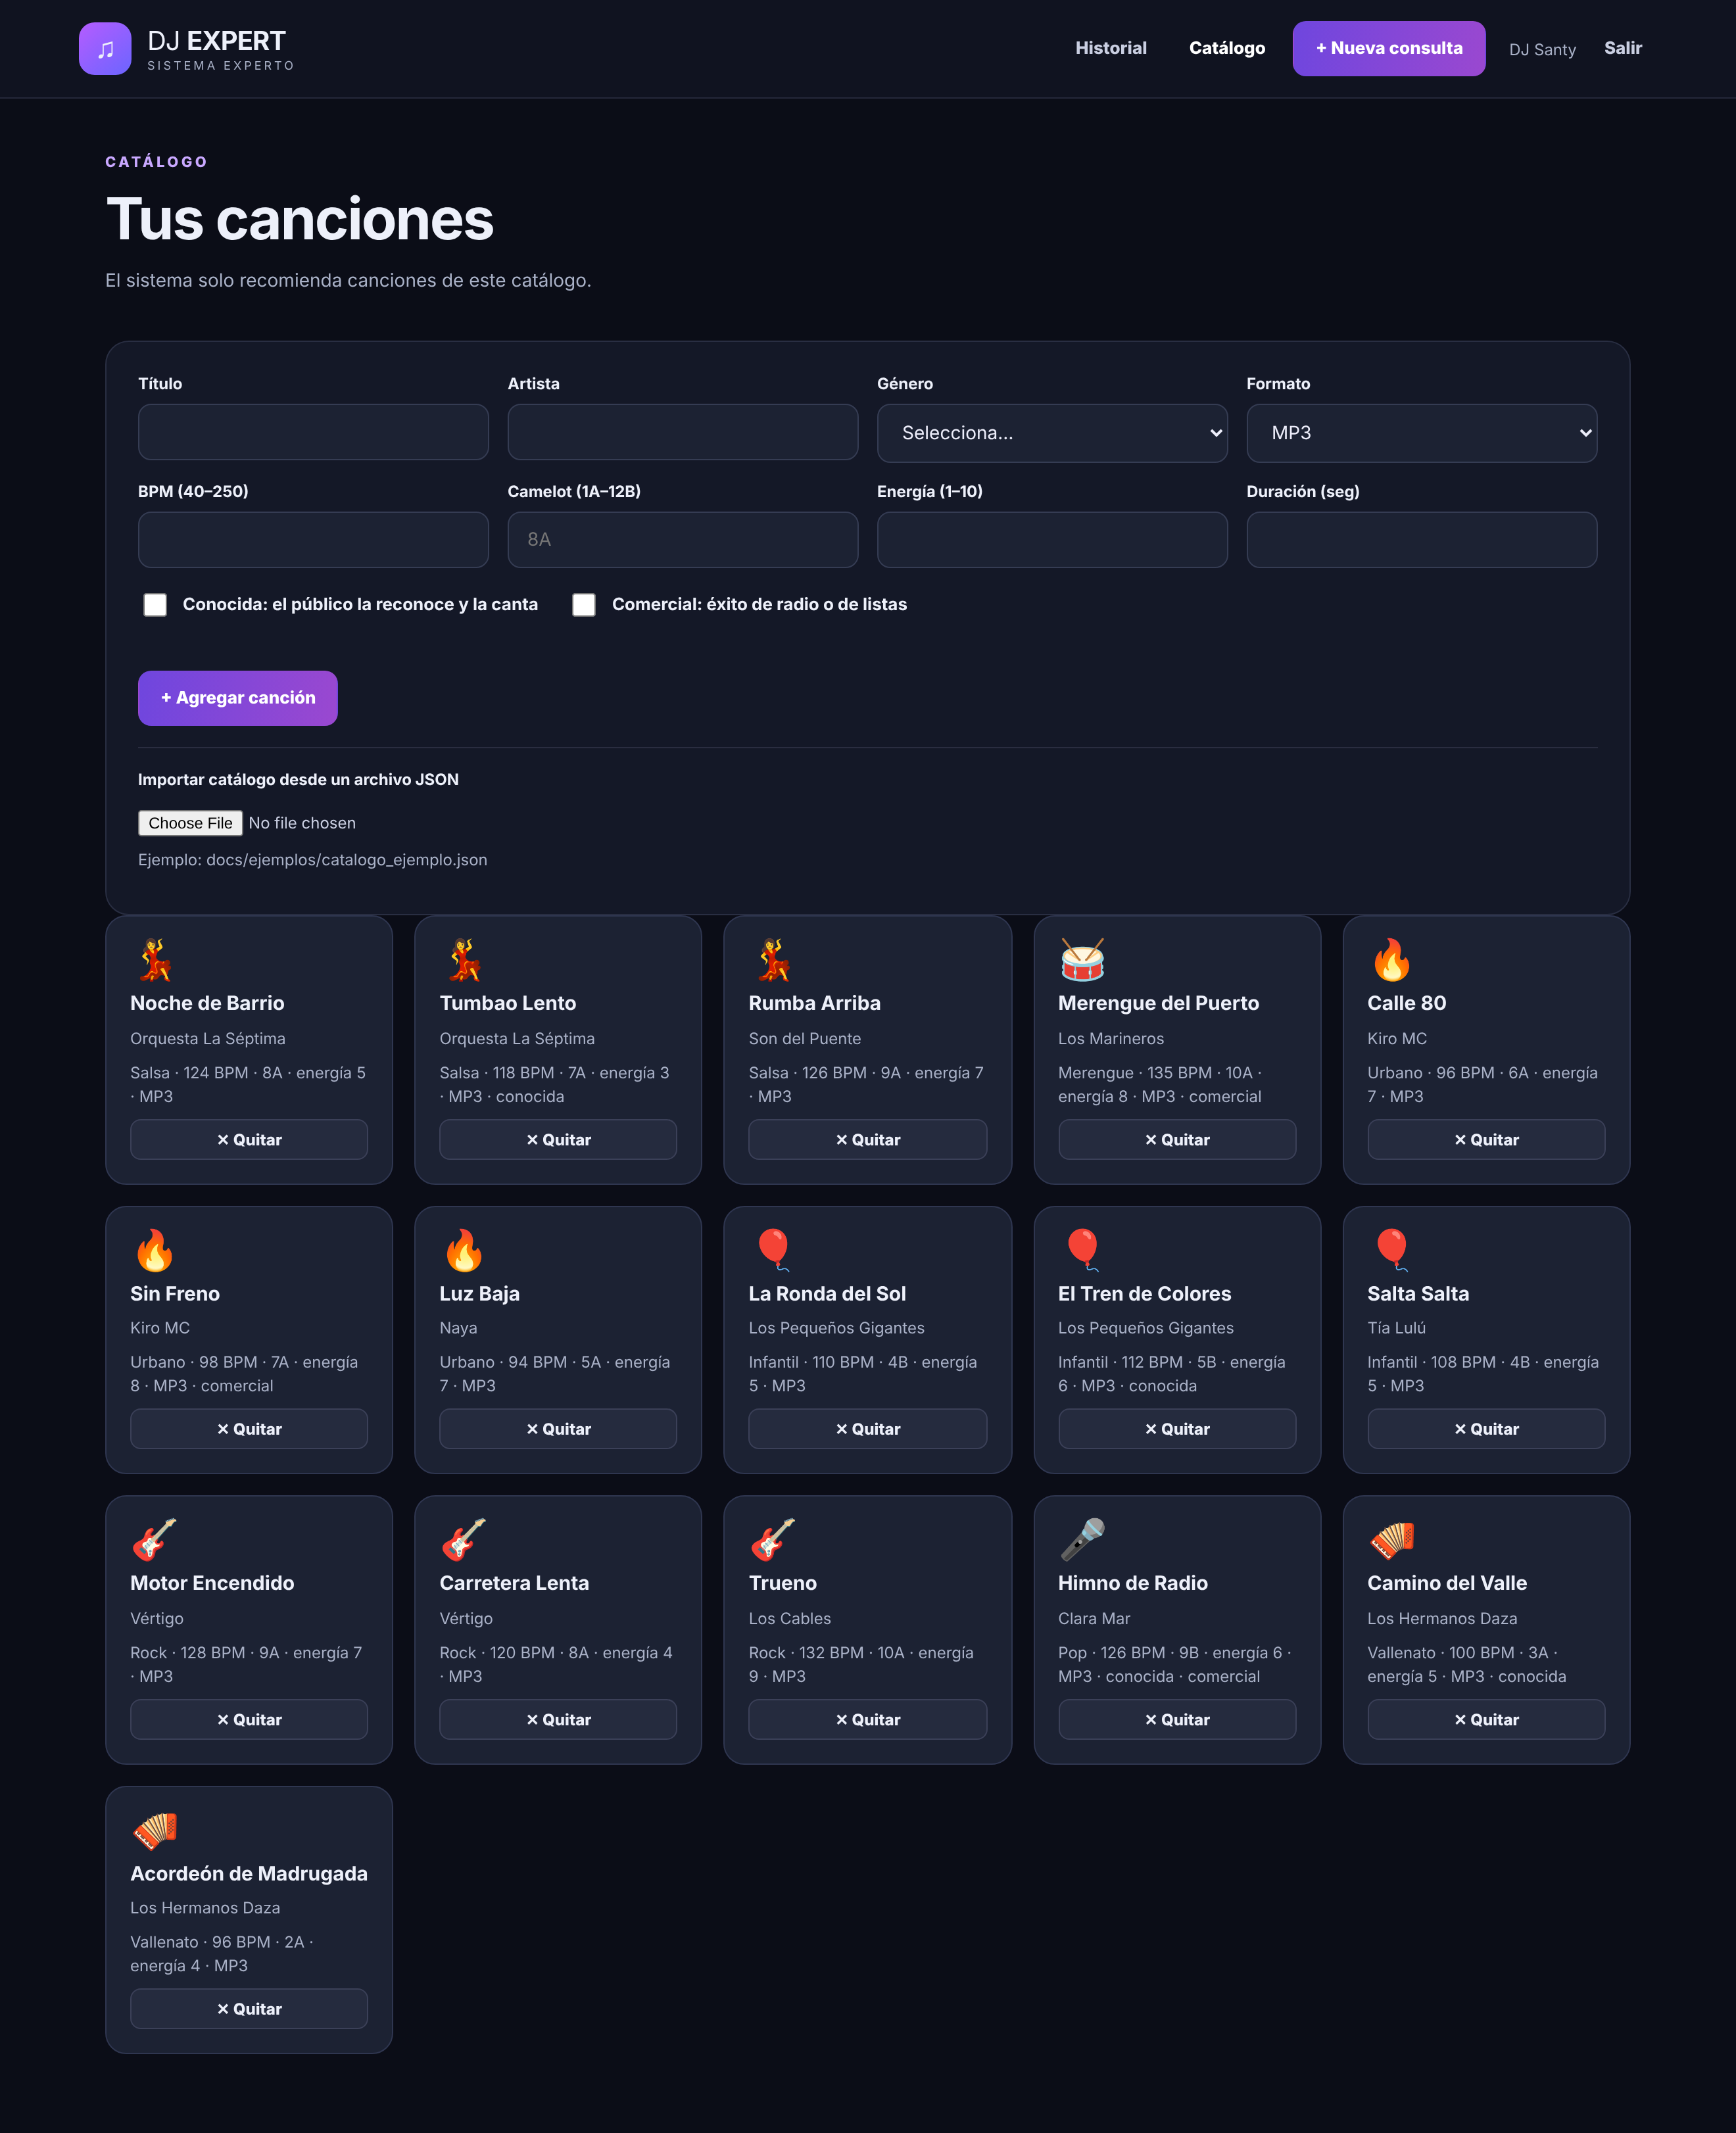 DJ EXPERT
SISTEMA EXPERTO
Historial
Catálogo
+ Nueva consulta
DJ Santy
Salir
CATÁLOGO
Tus canciones
El sistema solo recomienda canciones de este catálogo.
Título
Artista
Género
Formato
Selecciona...
MP3
BPM (40–250)
Camelot (1A–12B)
Energía (1–10)
Duración (seg)
8A
Conocida: el público la reconoce y la canta
Comercial: éxito de radio o de listas
+ Agregar canción
Importar catálogo desde un archivo JSON
Choose File No file chosen
Ejemplo: docs/ejemplos/catalogo_ejemplo.json
Noche de Barrio
Orquesta La Séptima
Salsa · 124 BPM · 8A · energía 5
· MP3
✕ Quitar
Tumbao Lento
Orquesta La Séptima
Salsa · 118 BPM · 7A · energía 3
· MP3 · conocida
✕ Quitar
Rumba Arriba
Son del Puente
Salsa · 126 BPM · 9A · energía 7
· MP3
✕ Quitar
Merengue del Puerto
Los Marineros
Merengue · 135 BPM · 10A ·
energía 8 · MP3 · comercial
✕ Quitar
Calle 80
Kiro MC
Urbano · 96 BPM · 6A · energía
7 · MP3
✕ Quitar
Sin Freno
Kiro MC
Urbano · 98 BPM · 7A · energía
8 · MP3 · comercial
✕ Quitar
Luz Baja
Naya
Urbano · 94 BPM · 5A · energía
7 · MP3
✕ Quitar
La Ronda del Sol
Los Pequeños Gigantes
Infantil · 110 BPM · 4B · energía
5 · MP3
✕ Quitar
El Tren de Colores
Los Pequeños Gigantes
Infantil · 112 BPM · 5B · energía
6 · MP3 · conocida
✕ Quitar
Salta Salta
Tía Lulú
Infantil · 108 BPM · 4B · energía
5 · MP3
✕ Quitar
Motor Encendido
Vértigo
Rock · 128 BPM · 9A · energía 7
· MP3
✕ Quitar
Carretera Lenta
Vértigo
Rock · 120 BPM · 8A · energía 4
· MP3
✕ Quitar
Trueno
Los Cables
Rock · 132 BPM · 10A · energía
9 · MP3
✕ Quitar
Himno de Radio
Clara Mar
Pop · 126 BPM · 9B · energía 6 ·
MP3 · conocida · comercial
✕ Quitar
Camino del Valle
Los Hermanos Daza
Vallenato · 100 BPM · 3A ·
energía 5 · MP3 · conocida
✕ Quitar
Acordeón de Madrugada
Los Hermanos Daza
Vallenato · 96 BPM · 2A ·
energía 4 · MP3
✕ Quitar